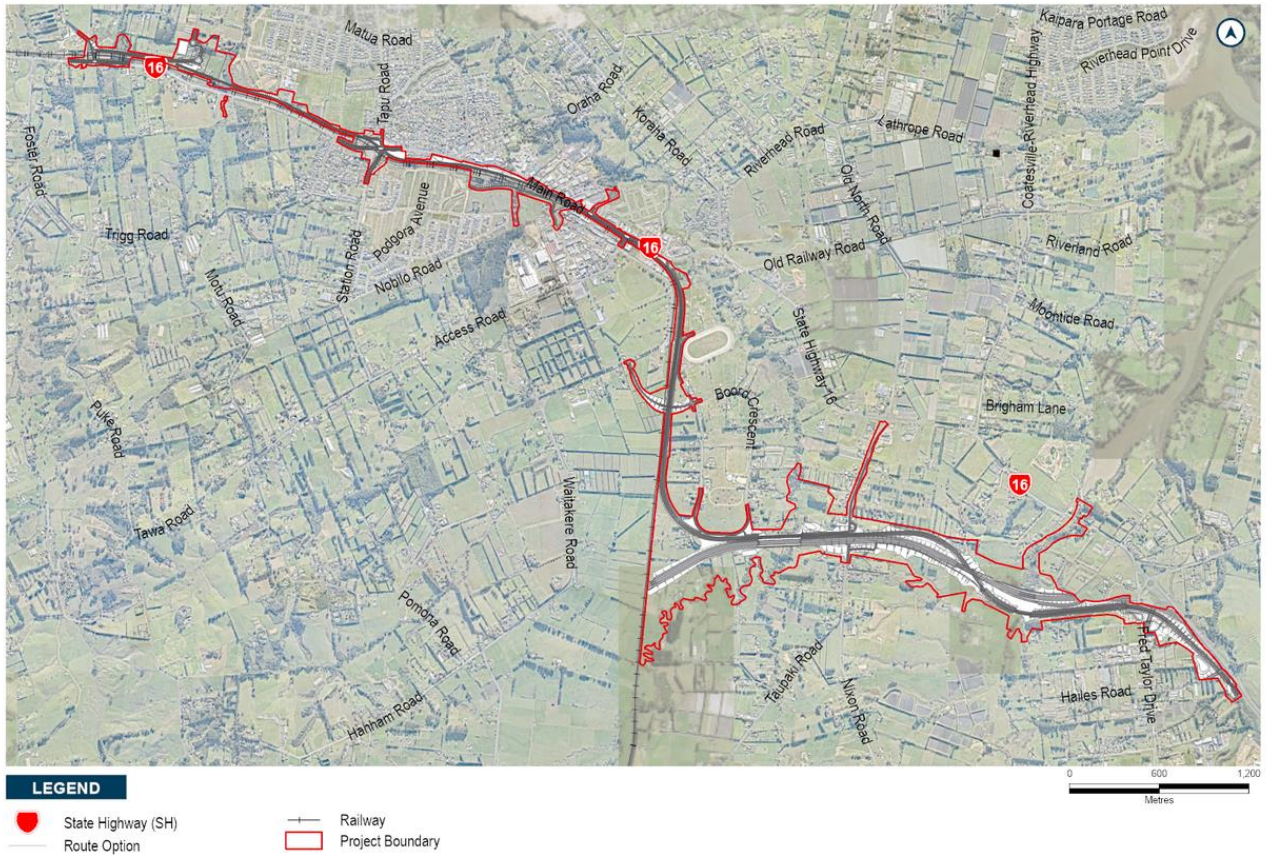 Kaipara Portage Road
Matua Road
Riverhead Point Drive
16
Tapu Road
Oraha Road
Coatesville-Riverhead Highway
Koraha Road
Lathrope Road
Riverhead Road
Foster Road
Main Road
Old North Road
Podgora Avenue
Trigg Road
16
Riverland Road
Old Railway Road
Station Road
Nobilo Road
Motu Road
Moontide Road
Access Road
State Highway 16
Boord Crescent
Brigham Lane
Puke Road
16
Tawa Road
Waitakere Road
Pomona Road
Taupaki Road
Fred Taylor Drive
Nixon Road
Hailes Road
Hanham Road
0 600 1,200
Metres
LEGEND
State Highway (SH)
Railway
Route Option
Project Boundary